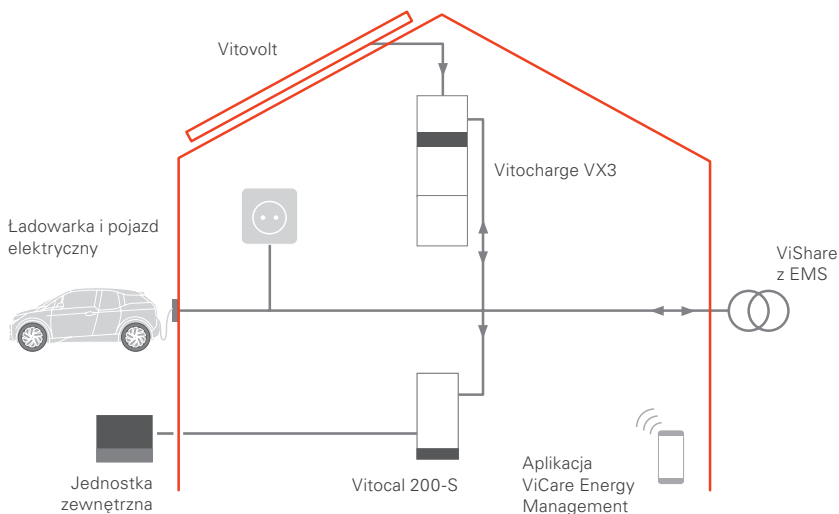 Vitovolt
Vitocharge VX3
Ładowarka i pojazd
elektryczny
ViShare
z EMS
Jednostka
zewnętrzna
Vitocal 200-S
Aplikacja
ViCare Energy
Management